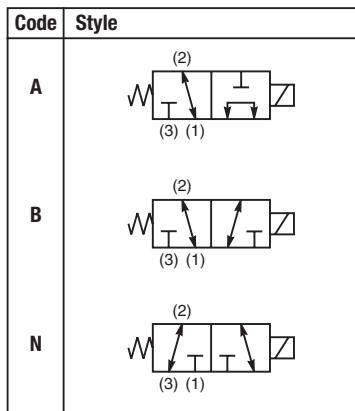 Code Style
(2)
A
(3) (1)
(2)
B
(3) (1)
(2)
N
(3) (1)